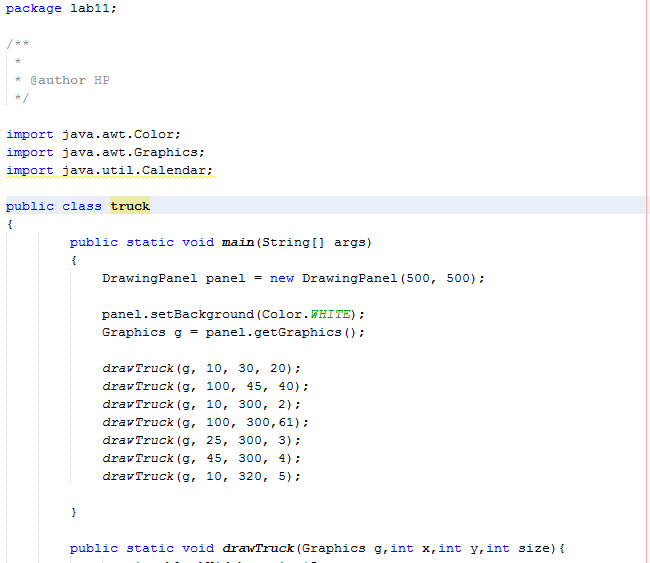 package lab11;
/**
*
* @author HP
*/
import java.awt.Color;
import java.awt.Graphics;
import java.util.Calendar;
public class truck
{
public static void main(String[] args)
{
DrawingPanel panel = new DrawingPanel(500, 500);
panel.setBackground(Color.WHITE);
Graphics g = panel.getGraphics();
drawTruck(g, 10, 30, 20);
drawTruck(g, 100, 45, 40);
drawTruck(g, 10, 300, 2);
drawTruck(g, 100, 300,61);
drawTruck(g, 25, 300, 3);
drawTruck(g, 45, 300, 4);
drawTruck(g, 10, 320, 5);
}
public static void drawTruck(Graphics g,int x,int y,int size){